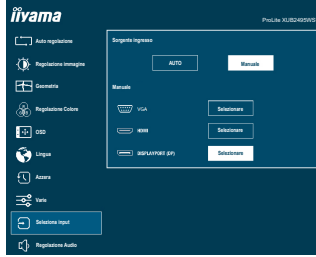 iiyama
ProLite XUB2495WS
Auto regolazione
Regolazione immagine
Geometria
Regolazione Colore
OSD
Lingua
Azzera
Varie
Selezione input
Regolazione Audio
Sorgente ingresso
AUTO
Manuale
Manuale
VGA
Selezionare
HDMI
Selezionare
DISPLAYPORT (DP)
Selezionare